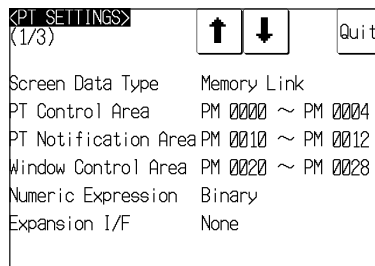 <PT SETTINGS>
(1/3)
Quit
Screen Data Type Memory Link
PT Control Area PM 0000 ~ PM 0004
PT Notification Area PM 0010 ~ PM 0012
Window Control Area PM 0020 ~ PM 0028
Numeric Expression Binary
Expansion I/F None